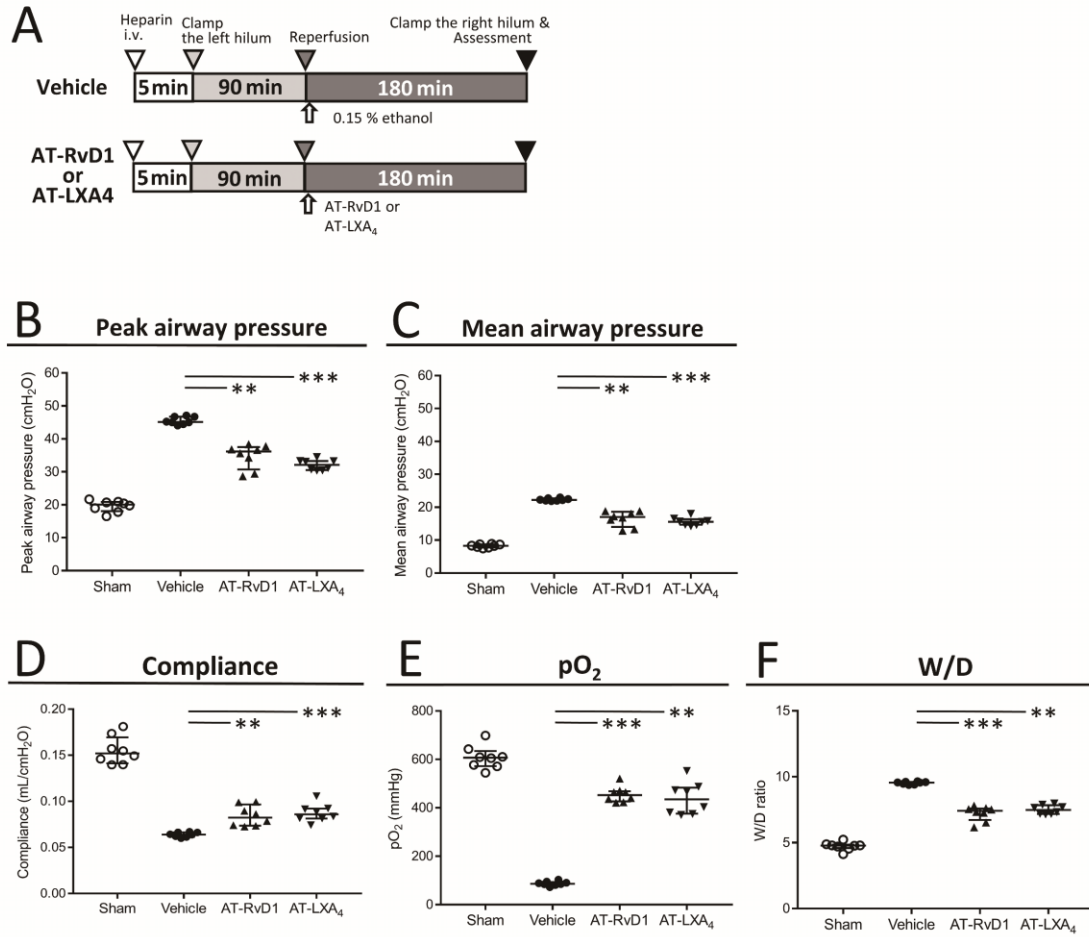 A
Heparin
i.v.
Clamp
the left hilum
Reperfusion
Clamp the right hilum &
Assessment
Vehicle
5 min
90 min
180 min
0.15 % ethanol
AT-RvD1
or
AT-LXA4
5 min
90 min
180 min
AT-RvD1 or
AT-LXA₄
B
Peak airway pressure
***
**
Peak airway pressure (cmH₂O)
60
50
40
30
20
10
0
Sham
Vehicle
AT-RvD1
AT-LXA₄
C
Mean airway pressure
***
**
Mean airway pressure (cmH₂O)
60
50
40
30
20
10
0
Sham
Vehicle
AT-RvD1
AT-LXA₄
D
Compliance
***
**
Compliance (mL/cmH₂O)
0.20
0.15
0.10
0.05
0.00
Sham
Vehicle
AT-RvD1
AT-LXA₄
E
pO₂
**
***
pO₂ (mmHg)
800
600
400
200
0
Sham
Vehicle
AT-RvD1
AT-LXA₄
F
W/D
**
***
W/D ratio
15
10
5
0
Sham
Vehicle
AT-RvD1
AT-LXA₄